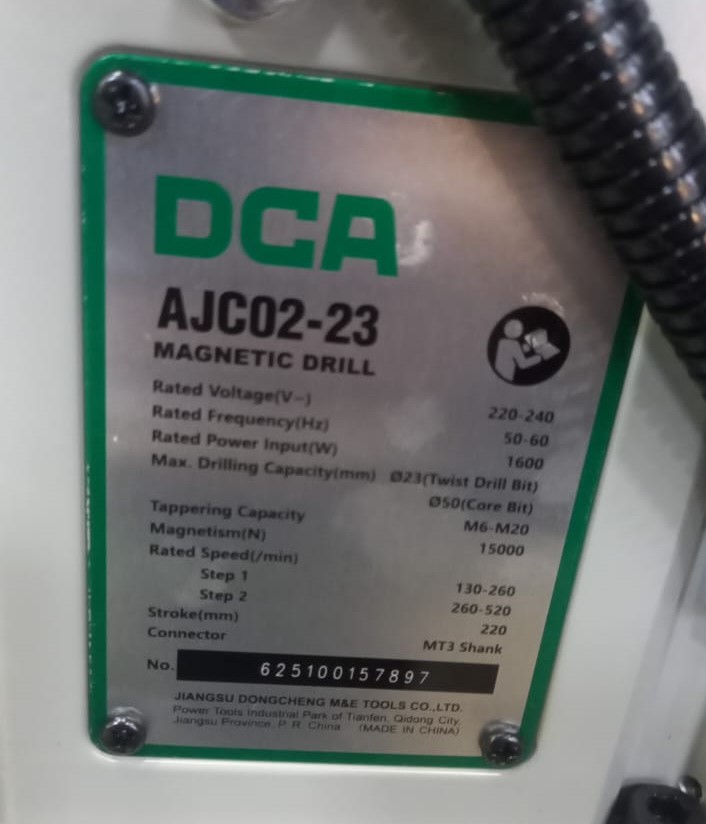 DCA
AJC02-23
MAGNETIC DRILL
Rated Voltage(V~) 220-240
Rated Frequency(Hz) 50-60
Rated Power Input(W) 1600
Max. Drilling Capacity(mm) Ø23(Twist Drill Bit)
Ø50(Core Bit)
Tappering Capacity M6-M20
Magnetism(N) 15000
Rated Speed(/min)
Step 1 130-260
Step 2 260-520
Stroke(mm) 220
Connector MT3 Shank
No. 625100157897
JIANGSU DONGCHENG M&E TOOLS CO.,LTD.
Power Tools Industrial Park of Tianfen, Qidong City,
Jiangsu Province, P. R. China (MADE IN CHINA)